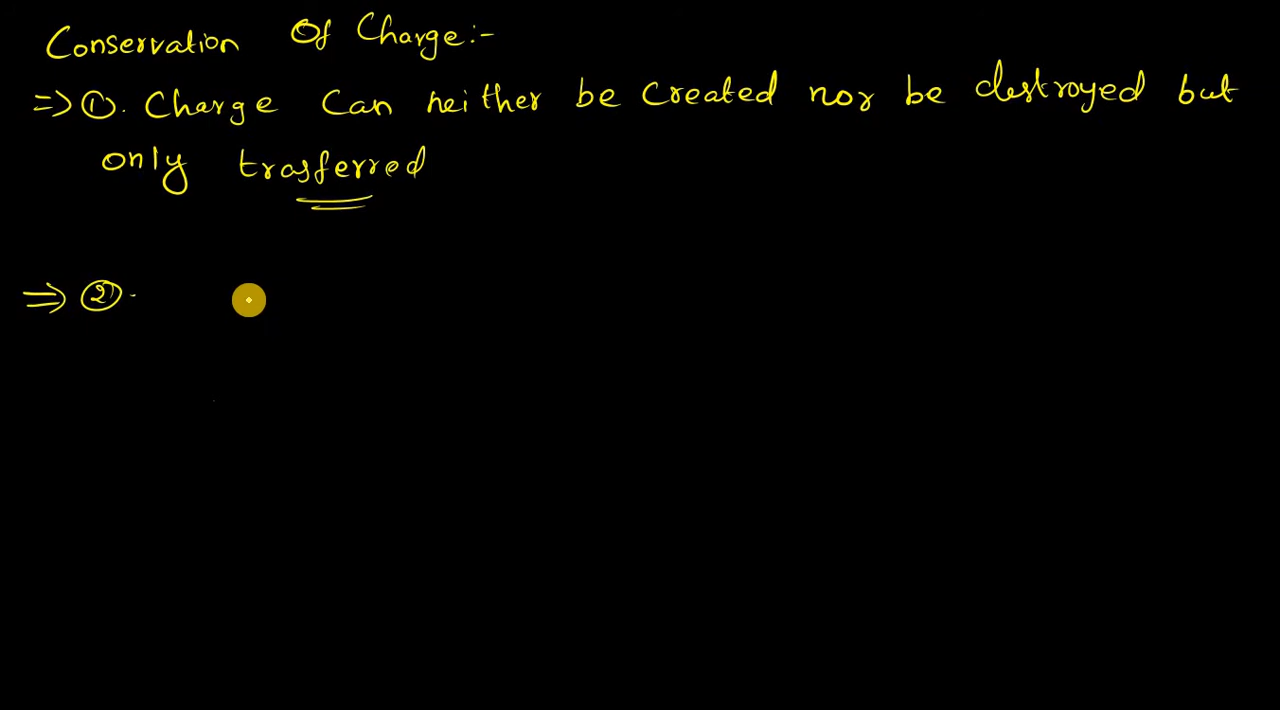 Conservation Of Charge:-
=> ①. Charge Can neither be created nor be destroyed but
only trasferred
=> ②.